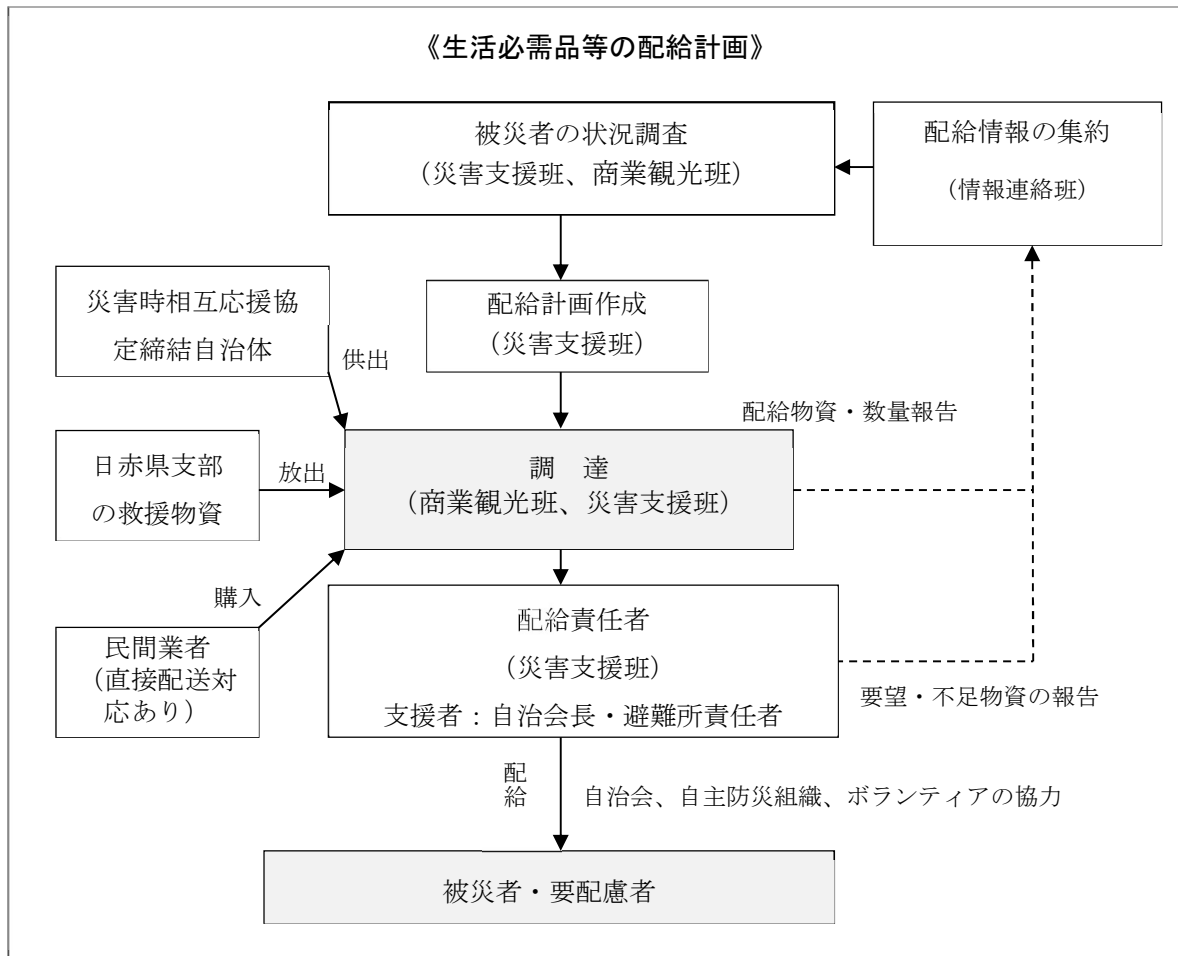 《生活必需品等の配給計画》
被災者の状況調査
(災害支援班、商業観光班)
配給情報の集約
(情報連絡班)
災害時相互応援協
定締結自治体
供出
配給計画作成
(災害支援班)
配給物資・数量報告
日赤県支部
の救援物資
放出
調　達
(商業観光班、災害支援班)
購入
民間業者
(直接配送対
応あり)
配給責任者
(災害支援班)
支援者：自治会長・避難所責任者
要望・不足物資の報告
配
給
自治会、自主防災組織、ボランティアの協力
被災者・要配慮者